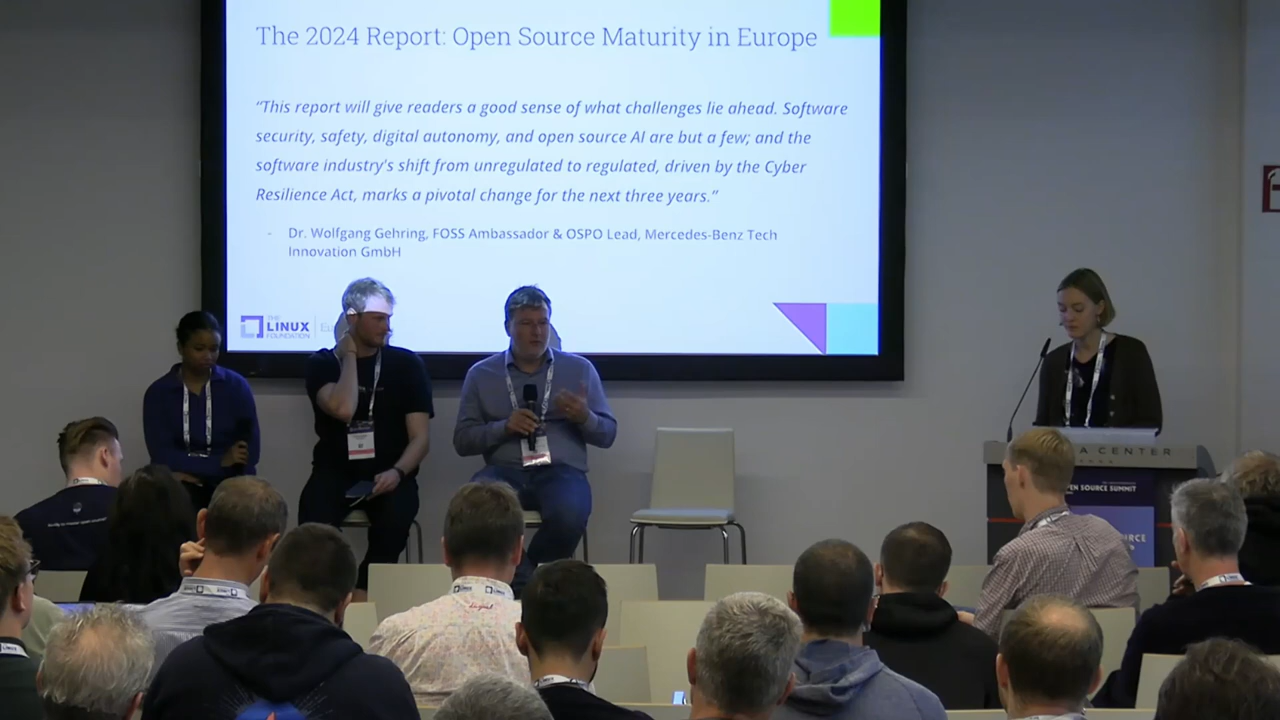 The 2024 Report: Open Source Maturity in Europe
“This report will give readers a good sense of what challenges lie ahead. Software
security, safety, digital autonomy, and open source AI are but a few; and the
software industry's shift from unregulated to regulated, driven by the Cyber
Resilience Act, marks a pivotal change for the next three years.”
- Dr. Wolfgang Gehring, FOSS Ambassador & OSPO Lead, Mercedes-Benz Tech
Innovation GmbH
THE
LINUX
FOUNDATION
CENTER
OPEN SOURCE SUMMIT